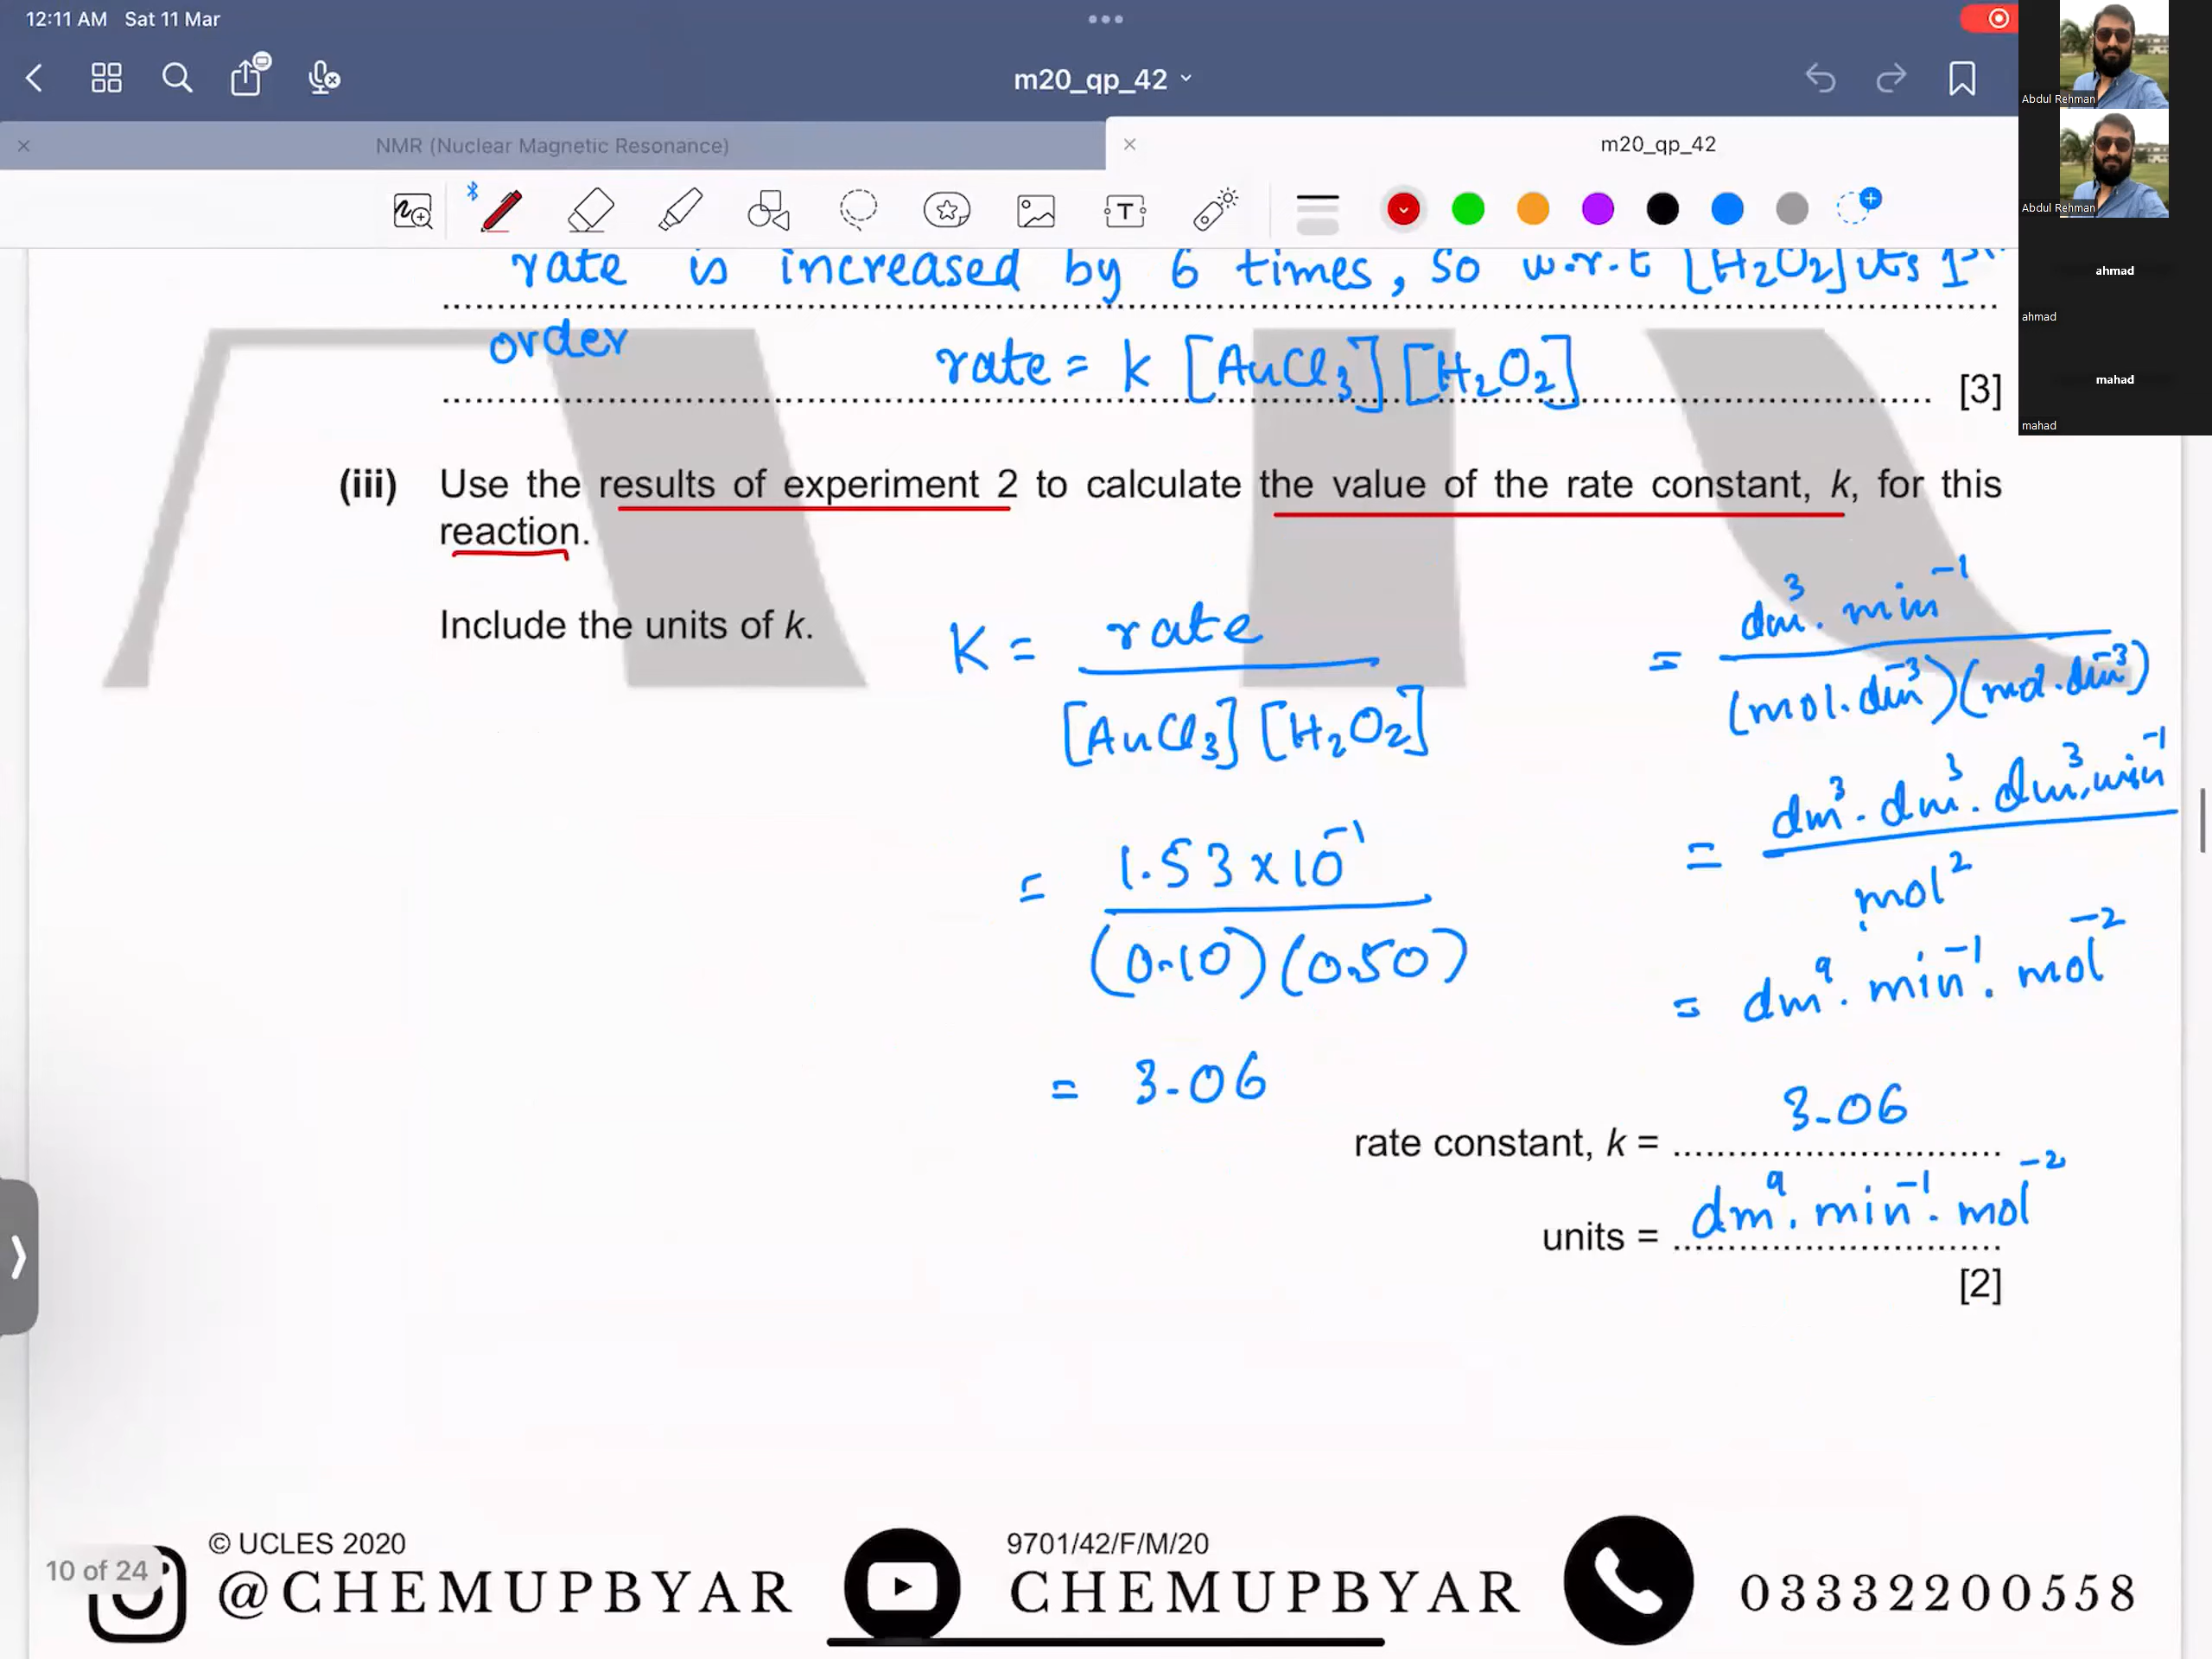 12:11 AM Sat 11 Mar
m20_qp_42
NMR (Nuclear Magnetic Resonance)
m20_qp_42
Abdul Rehman
Abdul Rehman
ahmad
ahmad
mahad
mahad
rate is increased by 6 times, so w.r.t [H₂O₂] its 1st
order
rate = k [AuCl₃][H₂O₂]
[3]
(iii) Use the results of experiment 2 to calculate the value of the rate constant, k, for this
reaction.
Include the units of k.
K = rate / [AuCl₃][H₂O₂]
= 1.53 × 10⁻¹ / (0.10)(0.50)
= 3.06
= dm³. min⁻¹ / (mol.dm⁻³)(mol.dm⁻³)
= dm³. dm³. dm³. min⁻¹ / mol²
= dm⁹. min⁻¹. mol⁻²
rate constant, k = 3.06
units = dm⁹. min⁻¹. mol⁻²
[2]
© UCLES 2020
9701/42/F/M/20
10 of 24
@CHEMUPBYAR
CHEMUPBYAR
03332200558